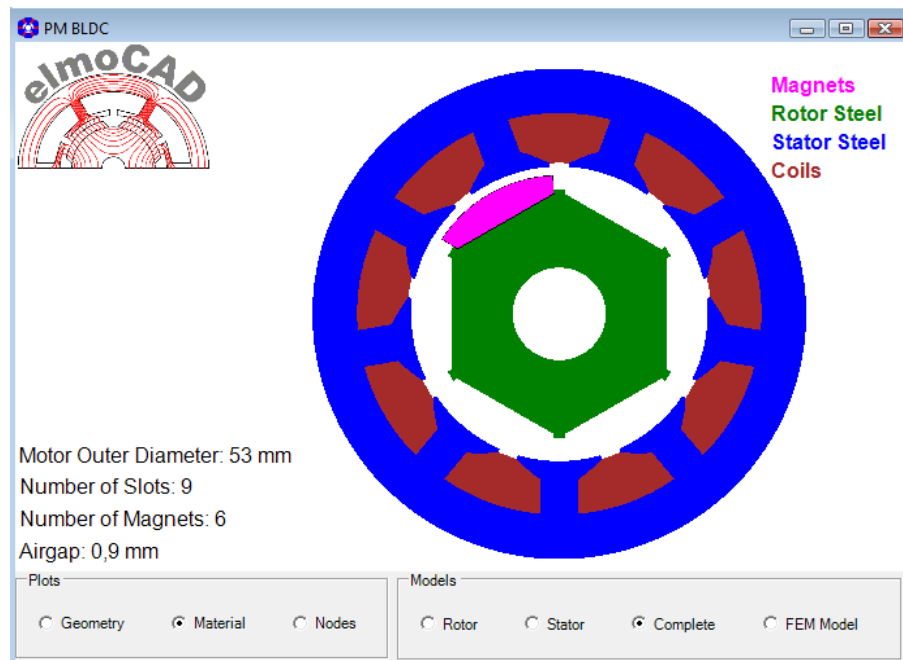 PM BLDC
elmoCAD
Magnets
Rotor Steel
Stator Steel
Coils
Motor Outer Diameter: 53 mm
Number of Slots: 9
Number of Magnets: 6
Airgap: 0,9 mm
Plots
Geometry Material Nodes
Models
Rotor Stator Complete FEM Model